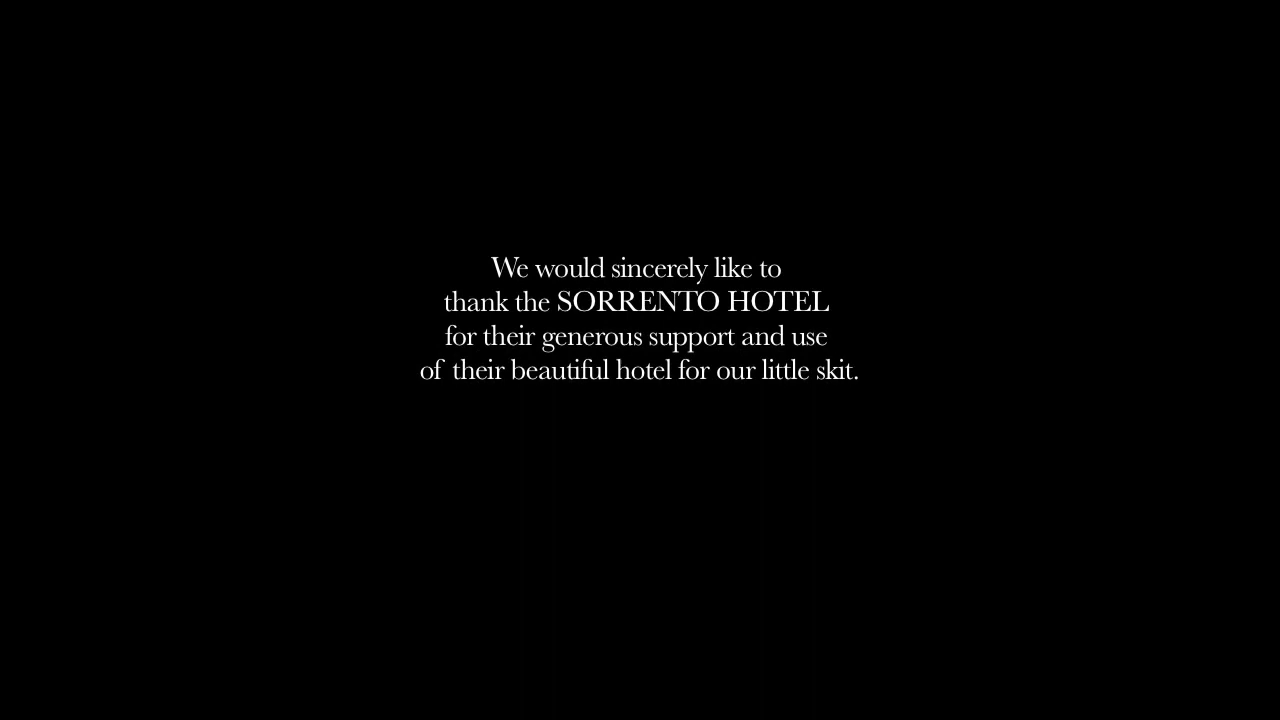 We would sincerely like to
thank the SORRENTO HOTEL
for their generous support and use
of their beautiful hotel for our little skit.